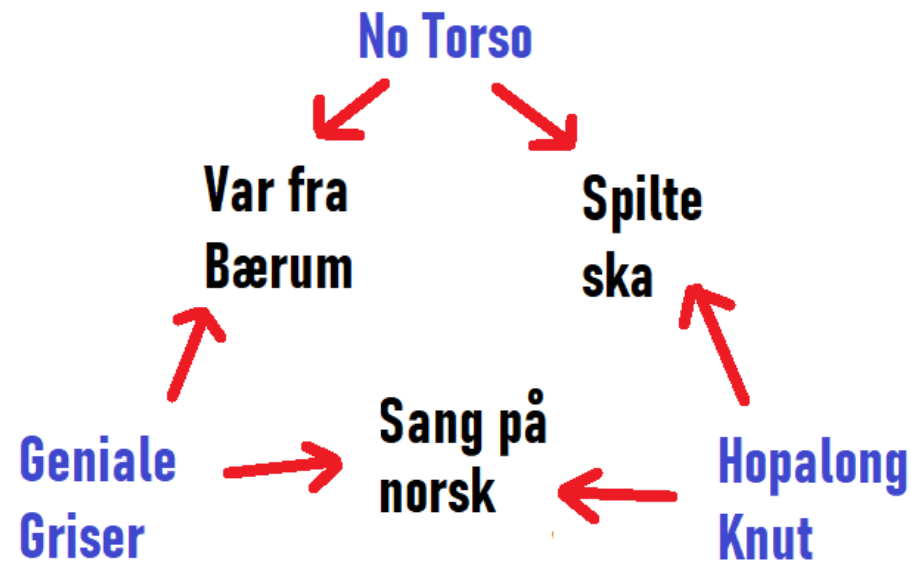 No Torso
Var fra
Bærum
Spilte
ska
Sang på
norsk
Geniale
Griser
Hopalong
Knut